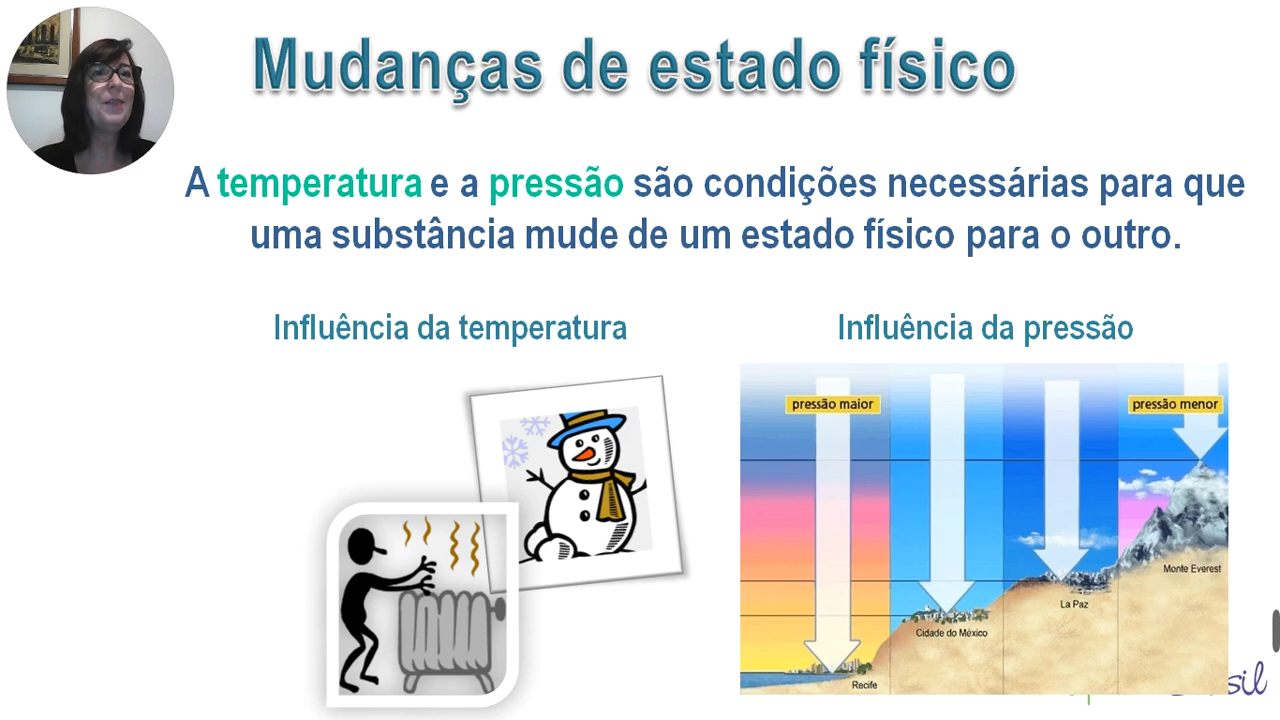 Mudanças de estado físico
A temperatura e a pressão são condições necessárias para que
uma substância mude de um estado físico para o outro.
Influência da temperatura
Influência da pressão
pressão maior
pressão menor
Monte Everest
La Paz
Cidade do México
Recife